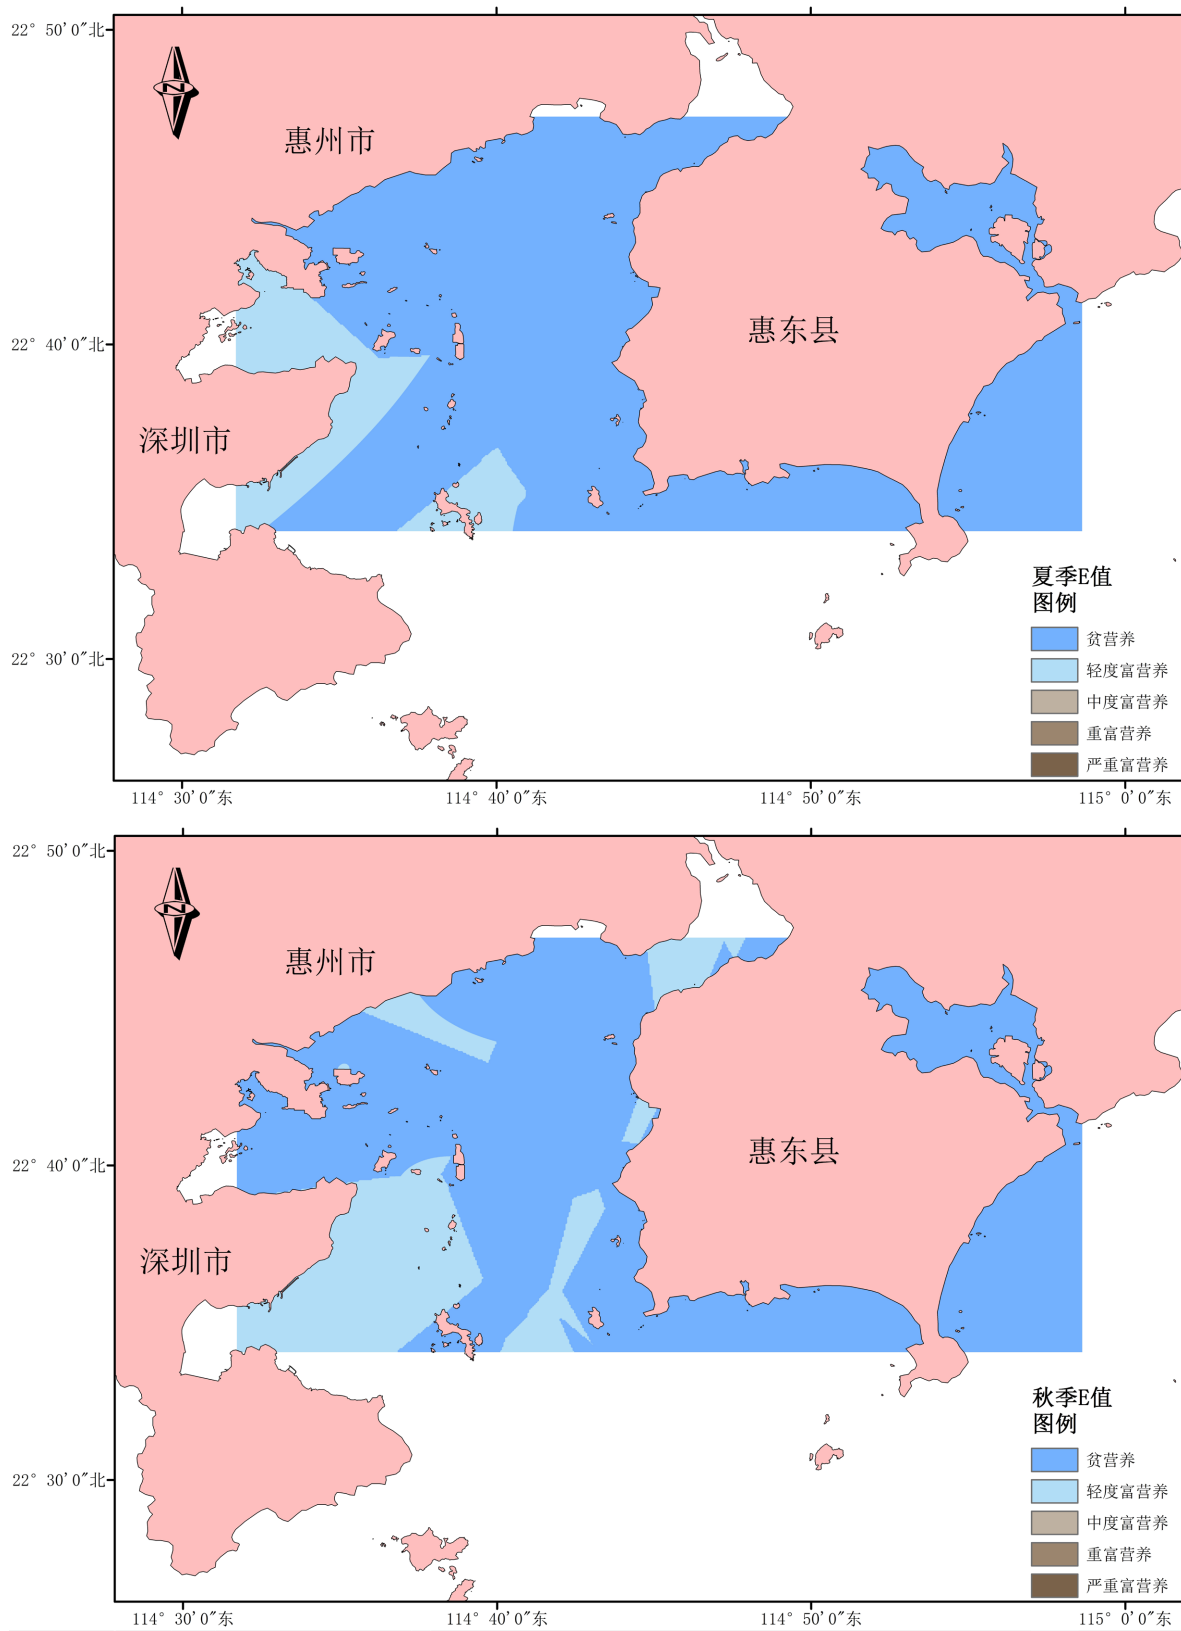 22° 50′0″北
N
惠州市
惠东县
22° 40′0″北
深圳市
夏季E值
图例
22° 30′0″北
贫营养
轻度富营养
中度富营养
重富营养
严重富营养
114° 30′0″东
114° 40′0″东
114° 50′0″东
115° 0′0″东
22° 50′0″北
N
惠州市
惠东县
22° 40′0″北
深圳市
秋季E值
图例
22° 30′0″北
贫营养
轻度富营养
中度富营养
重富营养
严重富营养
114° 30′0″东
114° 40′0″东
114° 50′0″东
115° 0′0″东